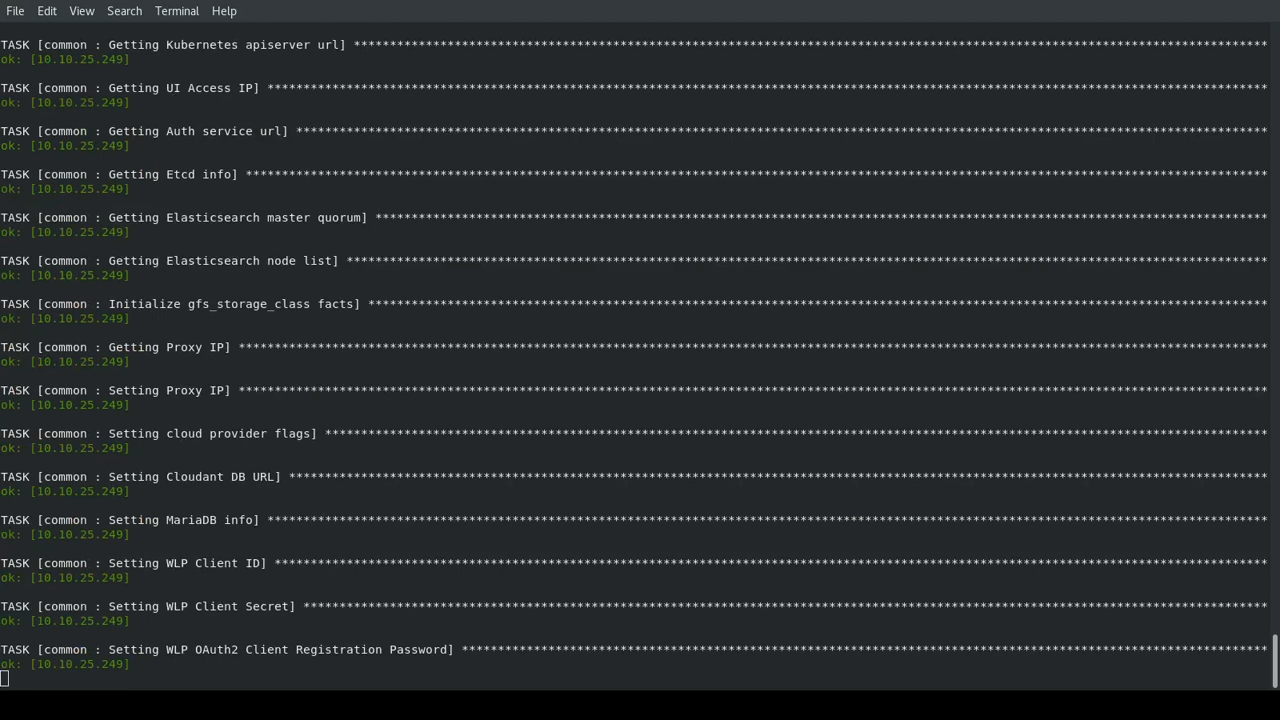 File Edit View Search Terminal Help
TASK [common : Getting Kubernetes apiserver url] *******************************************************************************************************************************
ok: [10.10.25.249]
TASK [common : Getting UI Access IP] *******************************************************************************************************************************************
ok: [10.10.25.249]
TASK [common : Getting Auth service url] ***************************************************************************************************************************************
ok: [10.10.25.249]
TASK [common : Getting Etcd info] **********************************************************************************************************************************************
ok: [10.10.25.249]
TASK [common : Getting Elasticsearch master quorum] ****************************************************************************************************************************
ok: [10.10.25.249]
TASK [common : Getting Elasticsearch node list] ********************************************************************************************************************************
ok: [10.10.25.249]
TASK [common : Initialize gfs_storage_class facts] *****************************************************************************************************************************
ok: [10.10.25.249]
TASK [common : Getting Proxy IP] ***********************************************************************************************************************************************
ok: [10.10.25.249]
TASK [common : Setting Proxy IP] ***********************************************************************************************************************************************
ok: [10.10.25.249]
TASK [common : Setting cloud provider flags] ***********************************************************************************************************************************
ok: [10.10.25.249]
TASK [common : Setting Cloudant DB URL] ****************************************************************************************************************************************
ok: [10.10.25.249]
TASK [common : Setting MariaDB info] *******************************************************************************************************************************************
ok: [10.10.25.249]
TASK [common : Setting WLP Client ID] ******************************************************************************************************************************************
ok: [10.10.25.249]
TASK [common : Setting WLP Client Secret] **************************************************************************************************************************************
ok: [10.10.25.249]
TASK [common : Setting WLP OAuth2 Client Registration Password] ****************************************************************************************************************
ok: [10.10.25.249]